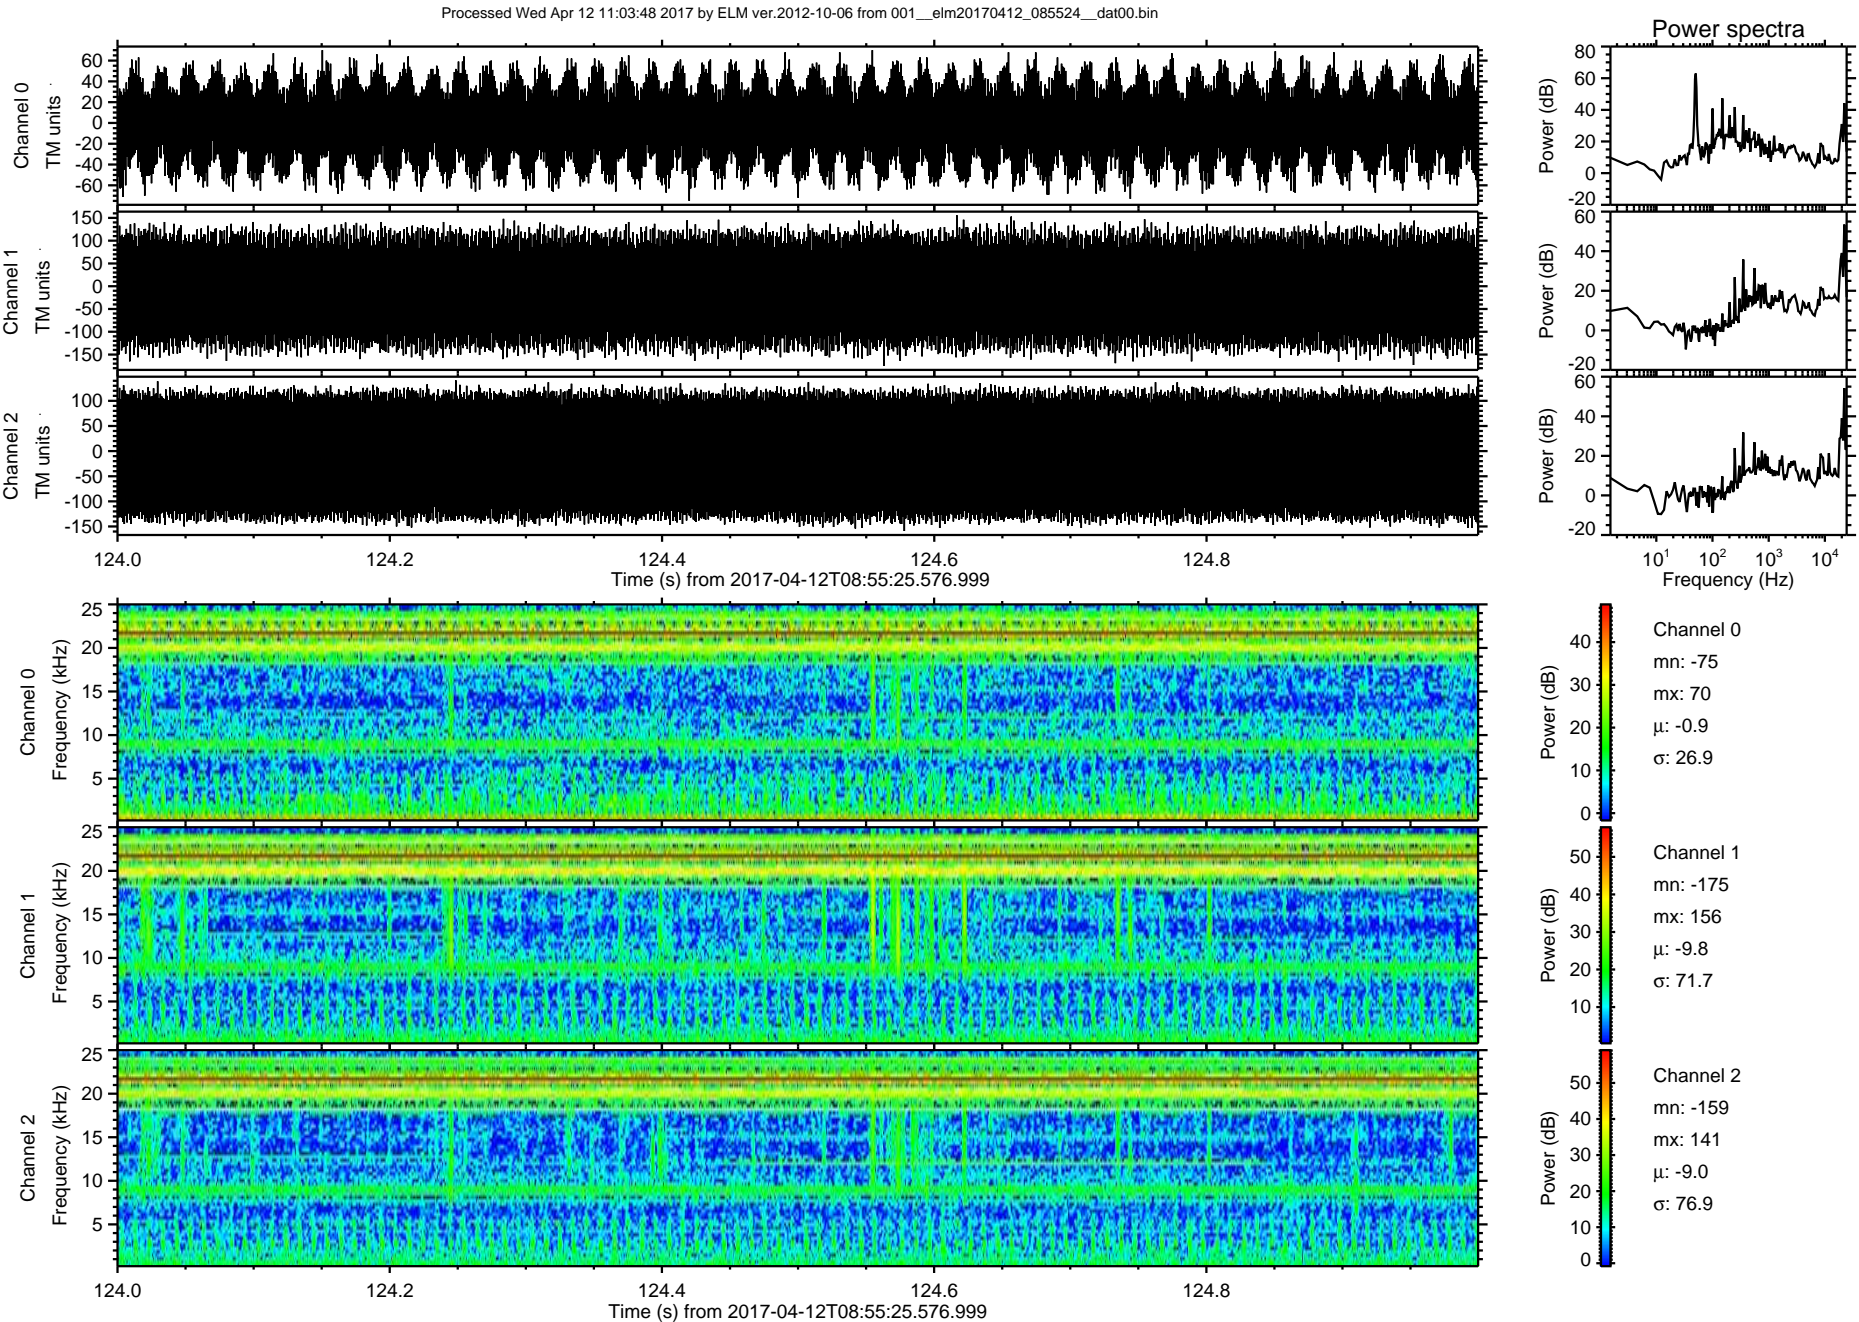 Processed Wed Apr 12 11:03:48 2017 by ELM ver.2012-10-06 from 001__elm20170412_085524__dat00.bin
Power spectra
Channel 0
TM units
60
40
20
0
-20
-40
-60
Power (dB)
80
60
40
20
0
-20
Channel 1
TM units
150
100
50
0
-50
-100
-150
Power (dB)
60
40
20
0
-20
Channel 2
TM units
100
50
0
-50
-100
-150
Power (dB)
60
40
20
0
-20
124.0 124.2 124.4 124.6 124.8
Time (s) from 2017-04-12T08:55:25.576.999
10¹ 10² 10³ 10⁴
Frequency (Hz)
Channel 0
Frequency (kHz)
25
20
15
10
5
Power (dB)
40
30
20
10
0
Channel 0
mn: -75
mx: 70
μ: -0.9
σ: 26.9
Channel 1
Frequency (kHz)
25
20
15
10
5
Power (dB)
50
40
30
20
10
Channel 1
mn: -175
mx: 156
μ: -9.8
σ: 71.7
Channel 2
Frequency (kHz)
25
20
15
10
5
Power (dB)
50
40
30
20
10
0
Channel 2
mn: -159
mx: 141
μ: -9.0
σ: 76.9
124.0 124.2 124.4 124.6 124.8
Time (s) from 2017-04-12T08:55:25.576.999